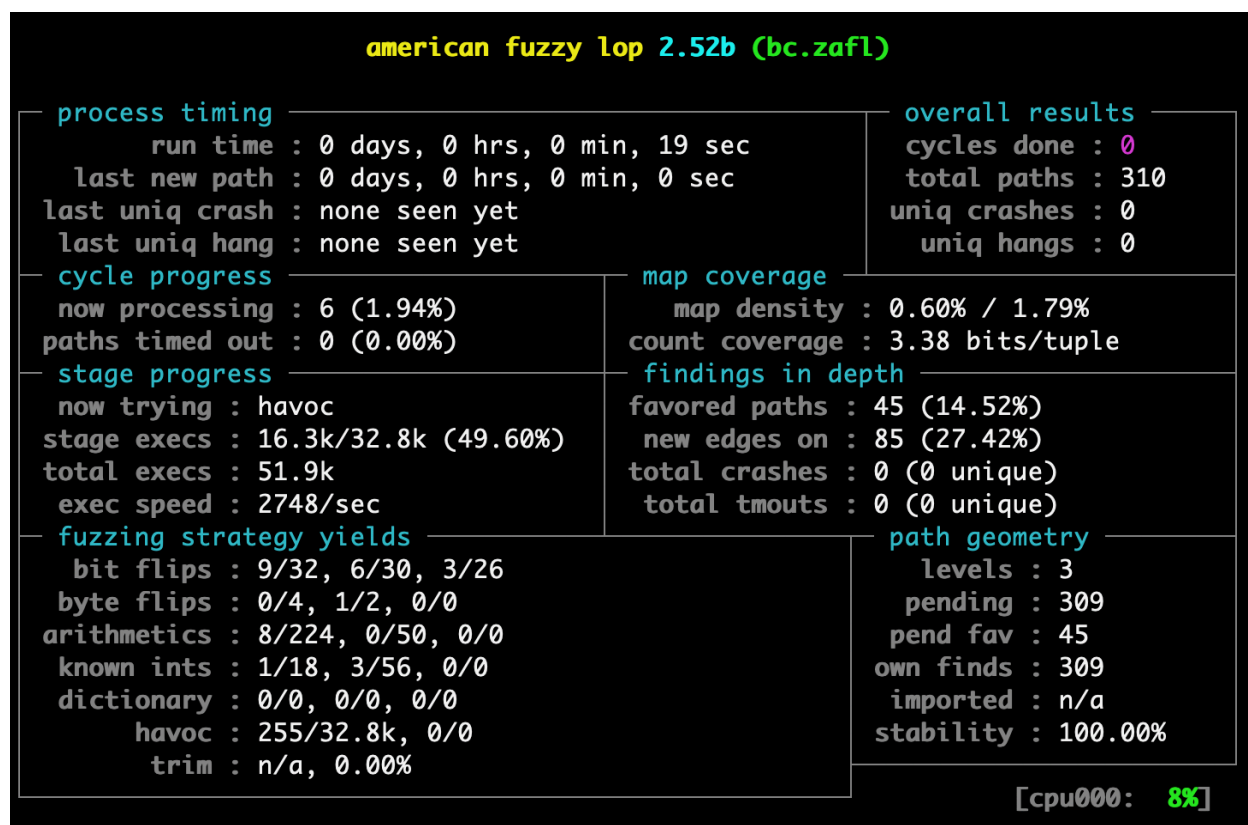 american fuzzy lop 2.52b (bc.zafl)
process timing overall results
run time : 0 days, 0 hrs, 0 min, 19 sec cycles done : 0
last new path : 0 days, 0 hrs, 0 min, 0 sec total paths : 310
last uniq crash : none seen yet uniq crashes : 0
last uniq hang : none seen yet uniq hangs : 0
cycle progress map coverage
now processing : 6 (1.94%) map density : 0.60% / 1.79%
paths timed out : 0 (0.00%) count coverage : 3.38 bits/tuple
stage progress findings in depth
now trying : havoc favored paths : 45 (14.52%)
stage execs : 16.3k/32.8k (49.60%) new edges on : 85 (27.42%)
total execs : 51.9k total crashes : 0 (0 unique)
exec speed : 2748/sec total tmouts : 0 (0 unique)
fuzzing strategy yields path geometry
bit flips : 9/32, 6/30, 3/26 levels : 3
byte flips : 0/4, 1/2, 0/0 pending : 309
arithmetics : 8/224, 0/50, 0/0 pend fav : 45
known ints : 1/18, 3/56, 0/0 own finds : 309
dictionary : 0/0, 0/0, 0/0 imported : n/a
havoc : 255/32.8k, 0/0 stability : 100.00%
trim : n/a, 0.00%
[cpu000: 8%]